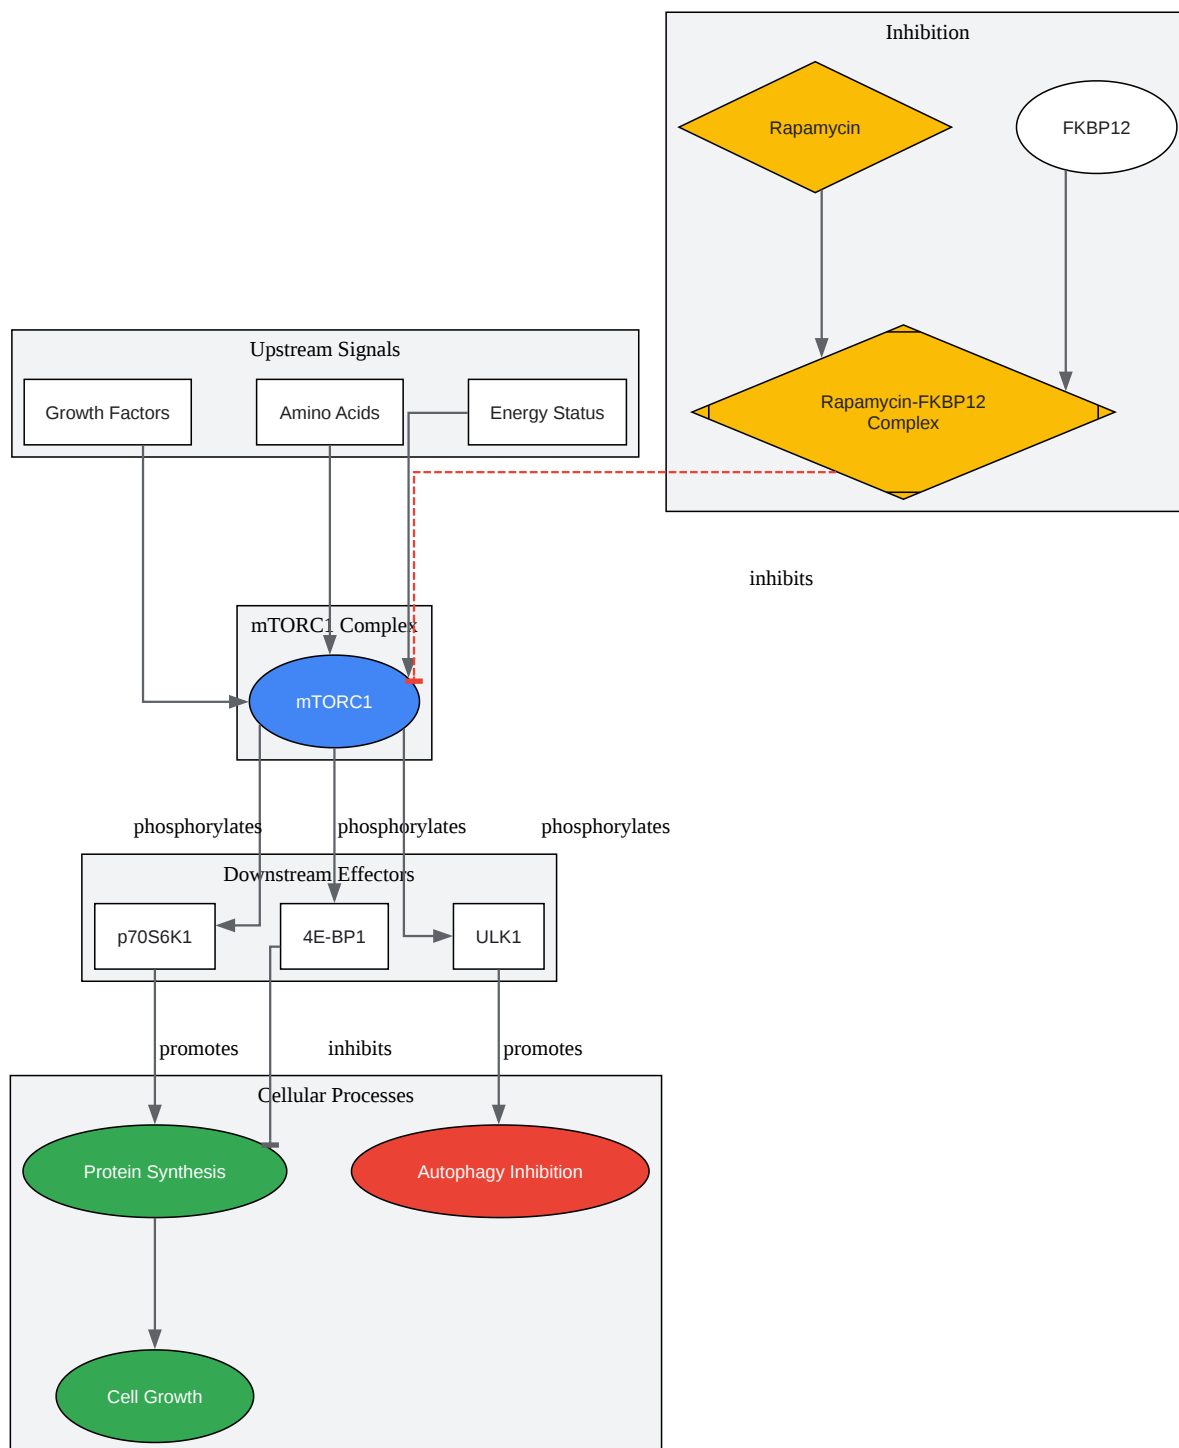 Inhibition
Rapamycin
FKBP12
Rapamycin-FKBP12
Complex
Upstream Signals
Growth Factors
Amino Acids
Energy Status
inhibits
mTORC1 Complex
mTORC1
phosphorylates
phosphorylates
phosphorylates
Downstream Effectors
p70S6K1
4E-BP1
ULK1
promotes
inhibits
promotes
Cellular Processes
Protein Synthesis
Autophagy Inhibition
Cell Growth